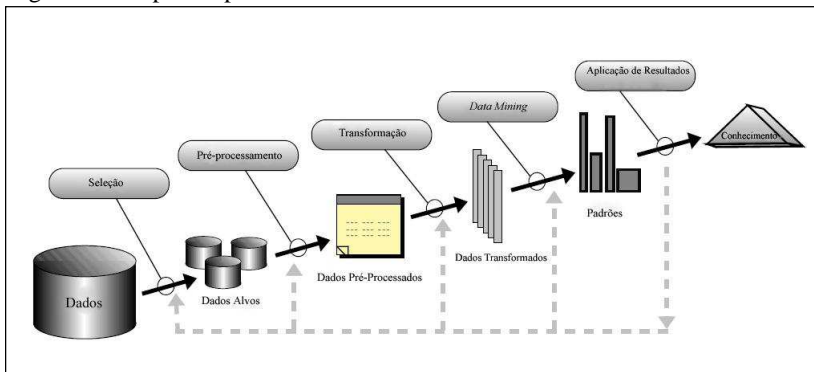 Aplicação de Resultados
Data Mining
Transformação
Conhecimento
Pré-processamento
Seleção
Padrões
Dados Transformados
Dados Pré-Processados
Dados Alvos
Dados